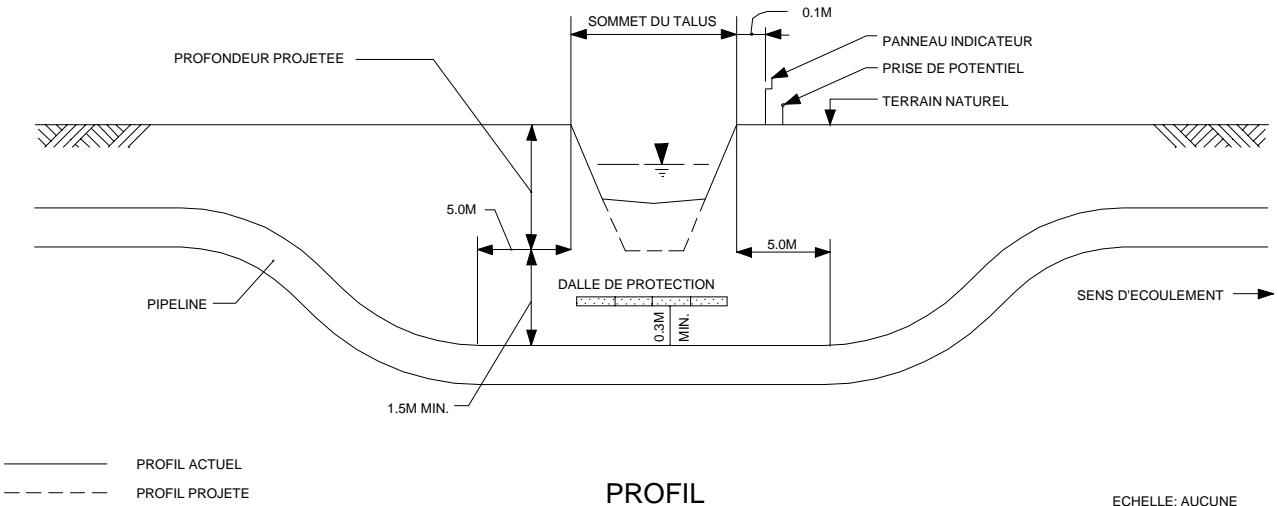 0.1M
SOMMET DU TALUS
PANNEAU INDICATEUR
PROFONDEUR PROJETEE
PRISE DE POTENTIEL
TERRAIN NATUREL
5.0M
5.0M
DALLE DE PROTECTION
PIPELINE
SENS D'ECOULEMENT
0.3M
MIN.
1.5M MIN.
PROFIL ACTUEL
PROFIL PROJETE
PROFIL
ECHELLE: AUCUNE